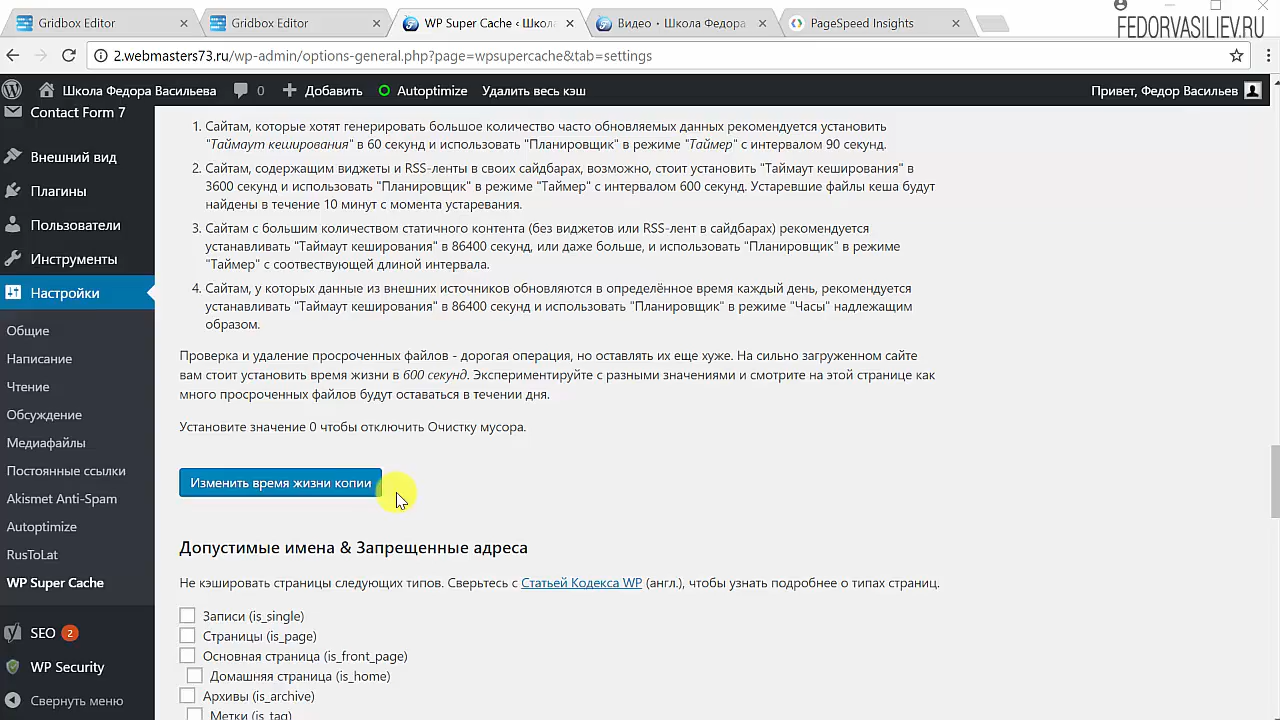 Gridbox Editor
Gridbox Editor
WP Super Cache ‹ Школа
Видео • Школа Федора
PageSpeed Insights
FEDORVASILIEV.RU
2.webmasters73.ru/wp-admin/options-general.php?page=wpsupercache&tab=settings
Школа Федора Васильева
0
Добавить
Autoptimize
Удалить весь кэш
Привет, Федор Васильев
Contact Form 7
Внешний вид
Плагины
Пользователи
Инструменты
Настройки
Общие
Написание
Чтение
Обсуждение
Медиафайлы
Постоянные ссылки
Akismet Anti-Spam
Autoptimize
RusToLat
WP Super Cache
SEO 2
WP Security
Свернуть меню
1. Сайтам, которые хотят генерировать большое количество часто обновляемых данных рекомендуется установить
"Таймаут кеширования" в 60 секунд и использовать "Планировщик" в режиме "Таймер" с интервалом 90 секунд.
2. Сайтам, содержащим виджеты и RSS-ленты в своих сайдбарах, возможно, стоит установить "Таймаут кеширования" в
3600 секунд и использовать "Планировщик" в режиме "Таймер" с интервалом 600 секунд. Устаревшие файлы кеша будут
найдены в течение 10 минут с момента устаревания.
3. Сайтам с большим количеством статичного контента (без виджетов или RSS-лент в сайдбарах) рекомендуется
устанавливать "Таймаут кеширования" в 86400 секунд, или даже больше, и использовать "Планировщик" в режиме
"Таймер" с соотвествующей длиной интервала.
4. Сайтам, у которых данные из внешних источников обновляются в определённое время каждый день, рекомендуется
устанавливать "Таймаут кеширования" в 86400 секунд и использовать "Планировщик" в режиме "Часы" надлежащим
образом.
Проверка и удаление просроченных файлов - дорогая операция, но оставлять их еще хуже. На сильно загруженном сайте
вам стоит установить время жизни в 600 секунд. Экспериментируйте с разными значениями и смотрите на этой странице как
много просроченных файлов будут оставаться в течении дня.
Установите значение 0 чтобы отключить Очистку мусора.
Изменить время жизни копии
Допустимые имена & Запрещенные адреса
Не кэшировать страницы следующих типов. Сверьтесь с Статьей Кодекса WP (англ.), чтобы узнать подробнее о типах страниц.
Записи (is_single)
Страницы (is_page)
Основная страница (is_front_page)
Домашняя страница (is_home)
Архивы (is_archive)
Метки (is_tag)